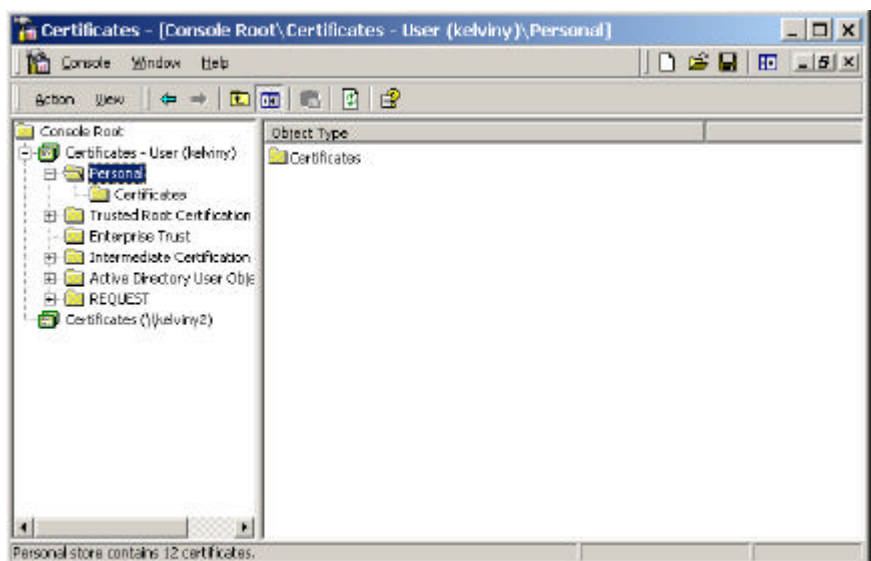 Certificates - [Console Root\Certificates - User (kelviny)\Personal]
Console Window Help
Action View
Console Root
Certificates - User (kelviny)
Personal
Certificates
Trusted Root Certification
Enterprise Trust
Intermediate Certification
Active Directory User Obje
REQUEST
Certificates (\\kelviny2)
Object Type
Certificates
Personal store contains 12 certificates.